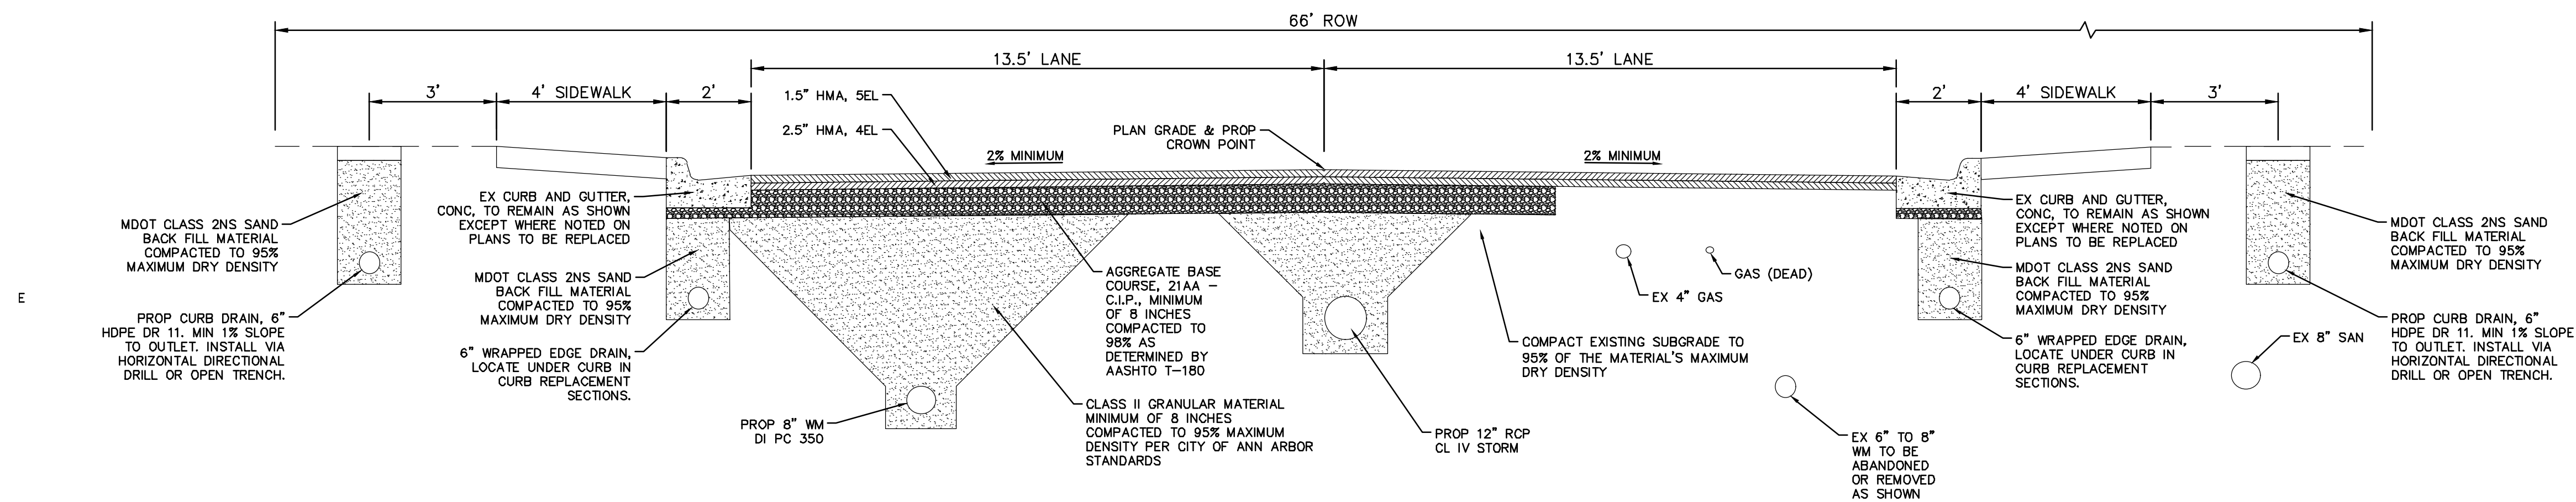 66' ROW
13.5' LANE
13.5' LANE
3'
4' SIDEWALK
2'
2'
4' SIDEWALK
3'
1.5" HMA, 5EL
2.5" HMA, 4EL
PLAN GRADE & PROP
CROWN POINT
2% MINIMUM
2% MINIMUM
MDOT CLASS 2NS SAND
BACK FILL MATERIAL
COMPACTED TO 95%
MAXIMUM DRY DENSITY
EX CURB AND GUTTER,
CONC, TO REMAIN AS SHOWN
EXCEPT WHERE NOTED ON
PLANS TO BE REPLACED
E
PROP CURB DRAIN, 6"
HDPE DR 11. MIN 1% SLOPE
TO OUTLET. INSTALL VIA
HORIZONTAL DIRECTIONAL
DRILL OR OPEN TRENCH.
MDOT CLASS 2NS SAND
BACK FILL MATERIAL
COMPACTED TO 95%
MAXIMUM DRY DENSITY
6" WRAPPED EDGE DRAIN,
LOCATE UNDER CURB IN
CURB REPLACEMENT
SECTIONS.
PROP 8" WM
DI PC 350
AGGREGATE BASE
COURSE, 21AA –
C.I.P., MINIMUM
OF 8 INCHES
COMPACTED TO
98% AS
DETERMINED BY
AASHTO T–180
CLASS II GRANULAR MATERIAL
MINIMUM OF 8 INCHES
COMPACTED TO 95% MAXIMUM
DENSITY PER CITY OF ANN ARBOR
STANDARDS
PROP 12" RCP
CL IV STORM
COMPACT EXISTING SUBGRADE TO
95% OF THE MATERIAL'S MAXIMUM
DRY DENSITY
EX 4" GAS
GAS (DEAD)
EX 6" TO 8"
WM TO BE
ABANDONED
OR REMOVED
AS SHOWN
EX CURB AND GUTTER,
CONC, TO REMAIN AS SHOWN
EXCEPT WHERE NOTED ON
PLANS TO BE REPLACED
MDOT CLASS 2NS SAND
BACK FILL MATERIAL
COMPACTED TO 95%
MAXIMUM DRY DENSITY
6" WRAPPED EDGE DRAIN,
LOCATE UNDER CURB IN
CURB REPLACEMENT
SECTIONS.
EX 8" SAN
MDOT CLASS 2NS SAND
BACK FILL MATERIAL
COMPACTED TO 95%
MAXIMUM DRY DENSITY
PROP CURB DRAIN, 6"
HDPE DR 11. MIN 1% SLOPE
TO OUTLET. INSTALL VIA
HORIZONTAL DIRECTIONAL
DRILL OR OPEN TRENCH.